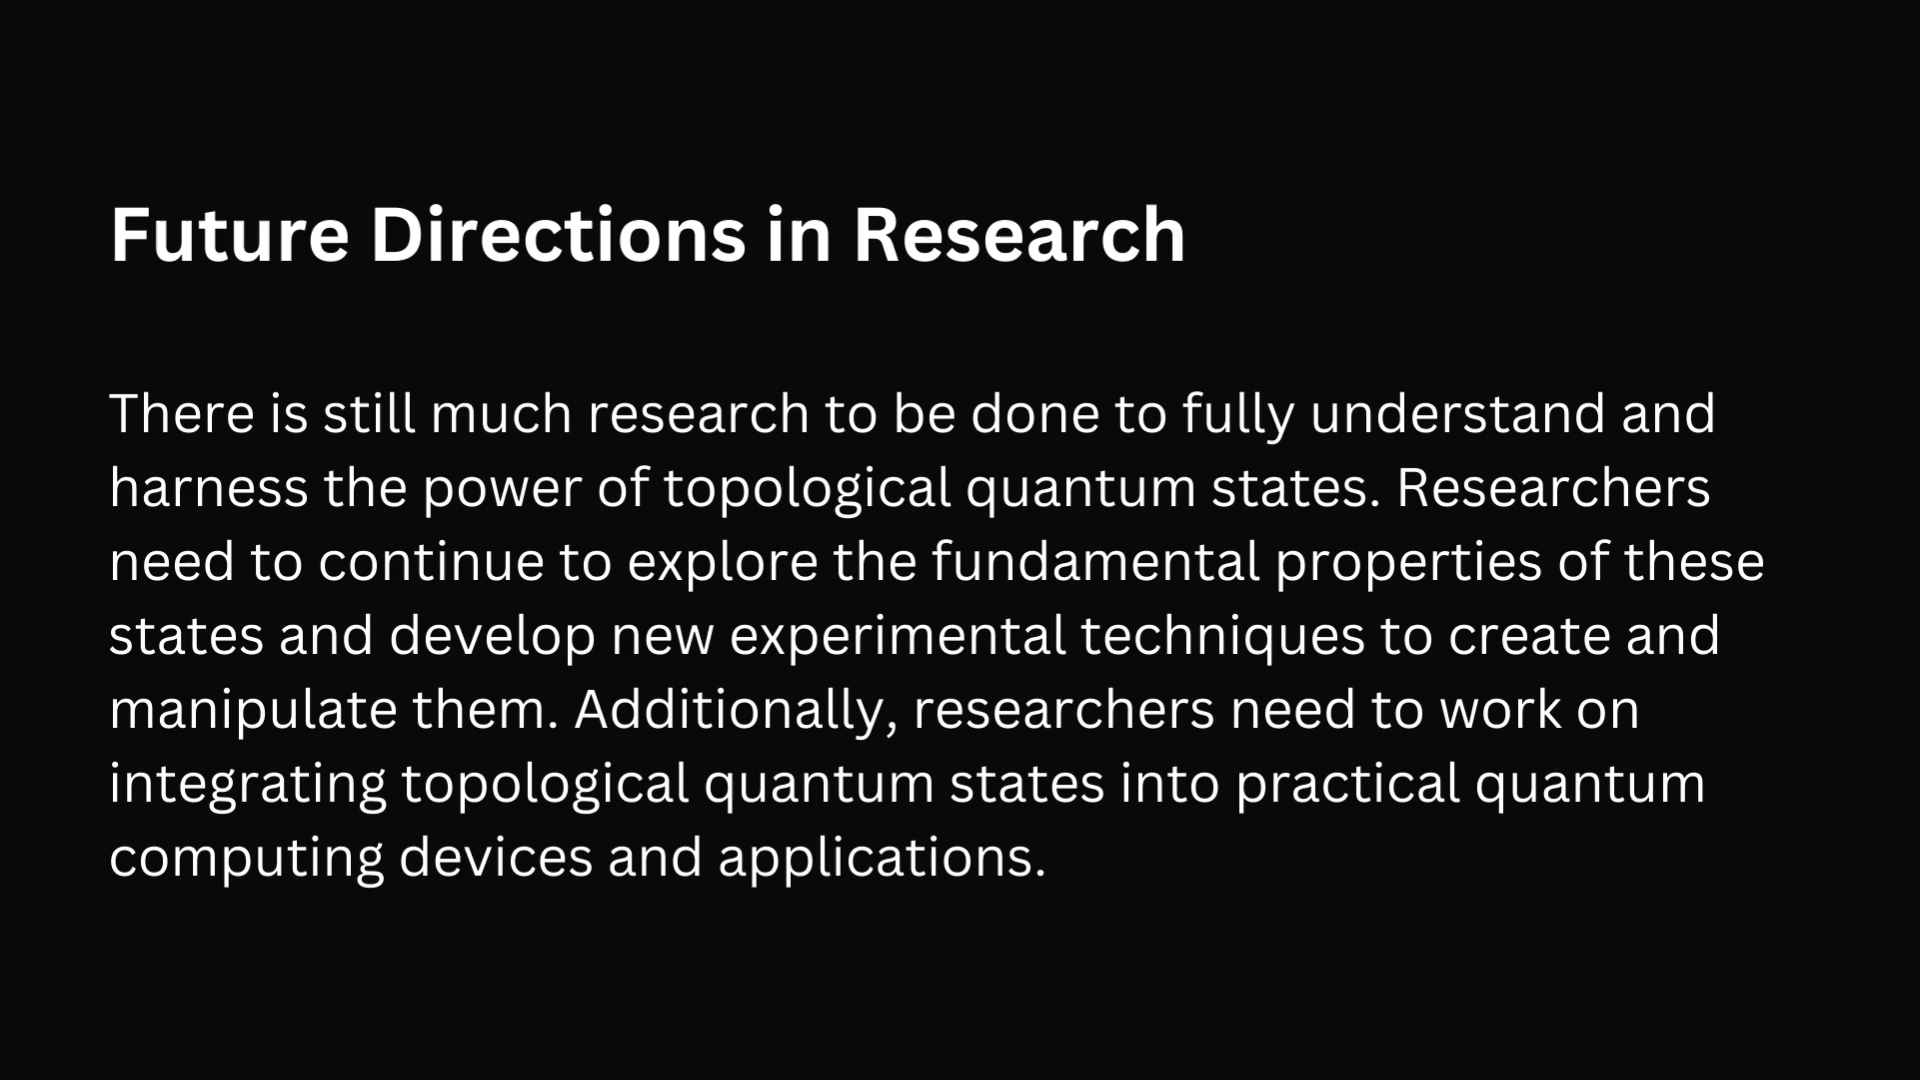 Future Directions in Research
There is still much research to be done to fully understand and
harness the power of topological quantum states. Researchers
need to continue to explore the fundamental properties of these
states and develop new experimental techniques to create and
manipulate them. Additionally, researchers need to work on
integrating topological quantum states into practical quantum
computing devices and applications.